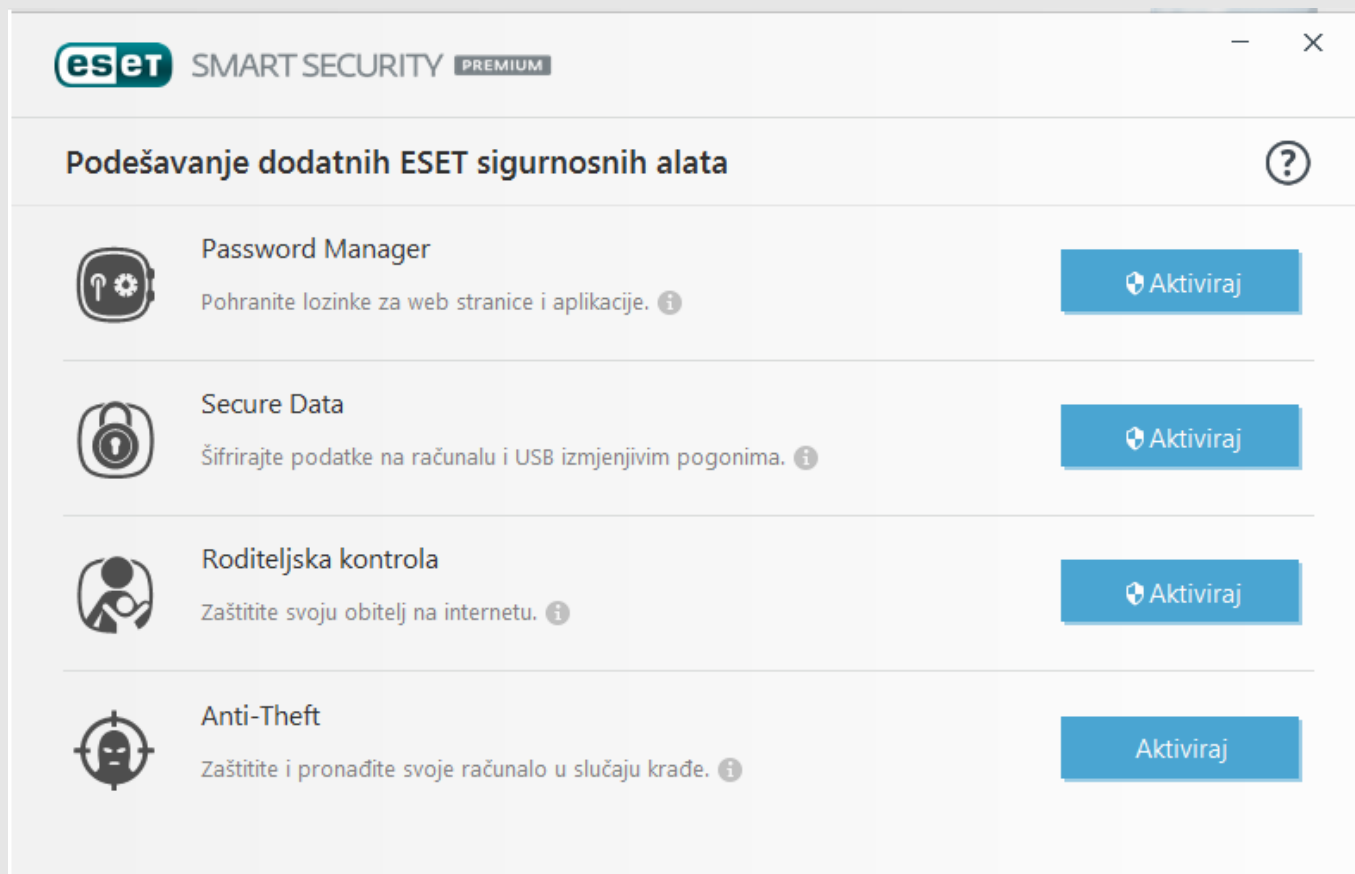 eset SMART SECURITY PREMIUM
Podešavanje dodatnih ESET sigurnosnih alata
?
Password Manager
Pohranite lozinke za web stranice i aplikacije. i
Aktiviraj
Secure Data
Šifrirajte podatke na računalu i USB izmjenjivim pogonima. i
Aktiviraj
Roditeljska kontrola
Zaštitite svoju obitelj na internetu. i
Aktiviraj
Anti-Theft
Zaštitite i pronađite svoje računalo u slučaju krađe. i
Aktiviraj